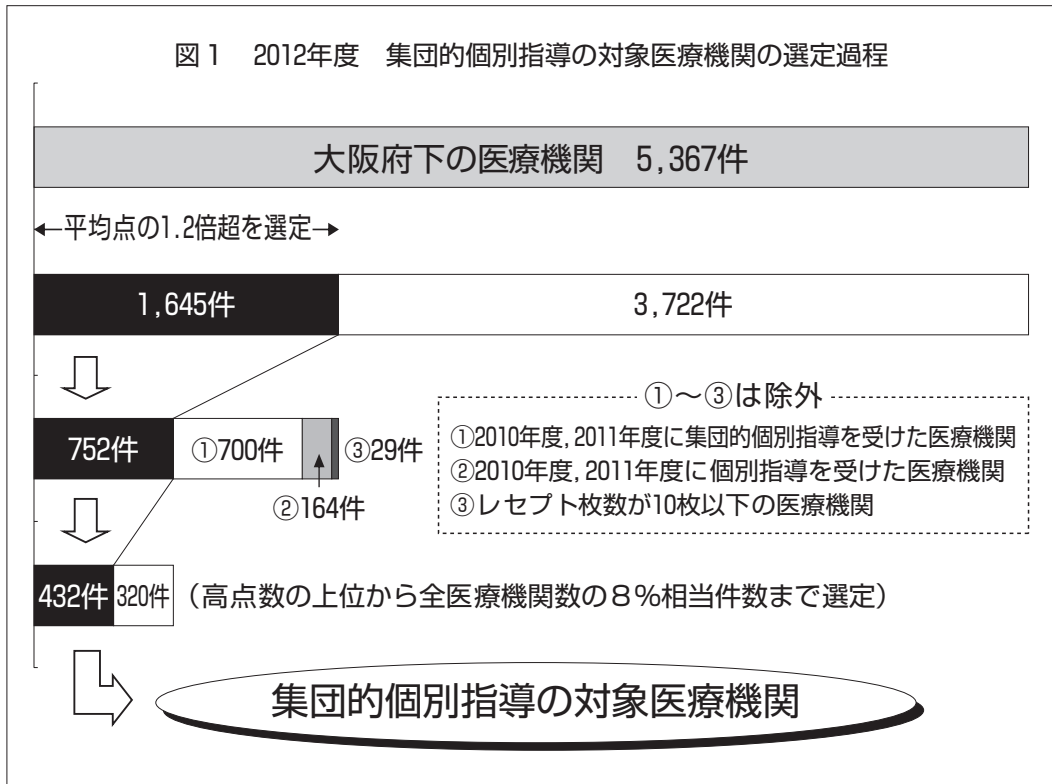 図1 2012年度 集団的個別指導の対象医療機関の選定過程
大阪府下の医療機関 5,367件
←平均点の1.2倍超を選定→
1,645件 3,722件
①~③は除外
①2010年度,2011年度に集団的個別指導を受けた医療機関
②2010年度,2011年度に個別指導を受けた医療機関
③レセプト枚数が10枚以下の医療機関
752件 ①700件 ③29件
②164件
432件 320件 (高点数の上位から全医療機関数の8%相当件数まで選定)
集団的個別指導の対象医療機関